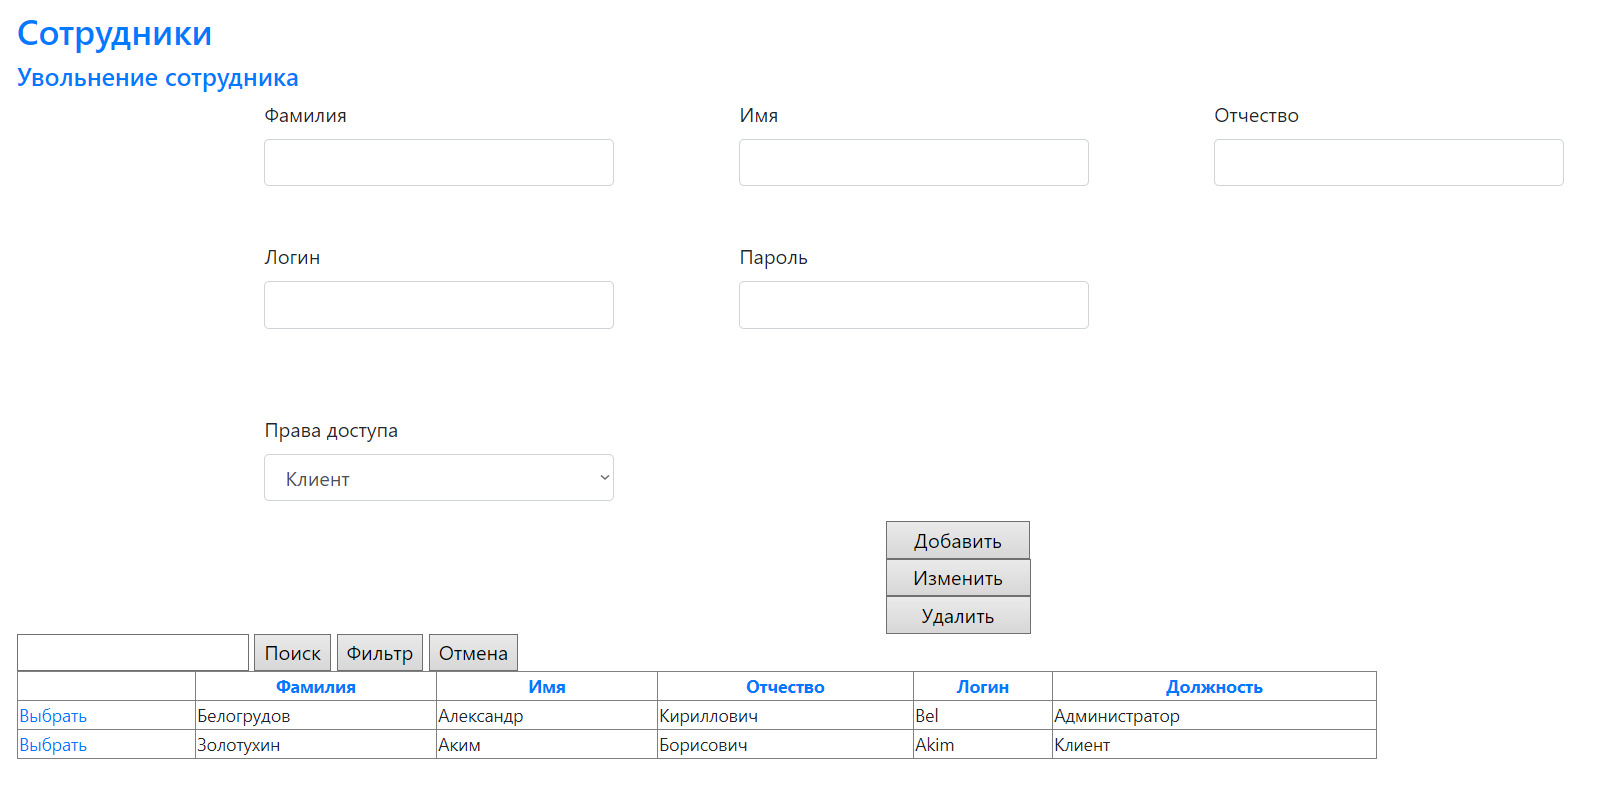 Сотрудники
Увольнение сотрудника
Фамилия Имя Отчество
Логин Пароль
Права доступа
Клиент
Добавить
Изменить
Удалить
Поиск Фильтр Отмена
Фамилия Имя Отчество Логин Должность
Выбрать Белогрудов Александр Кириллович Bel Администратор
Выбрать Золотухин Аким Борисович Akim Клиент